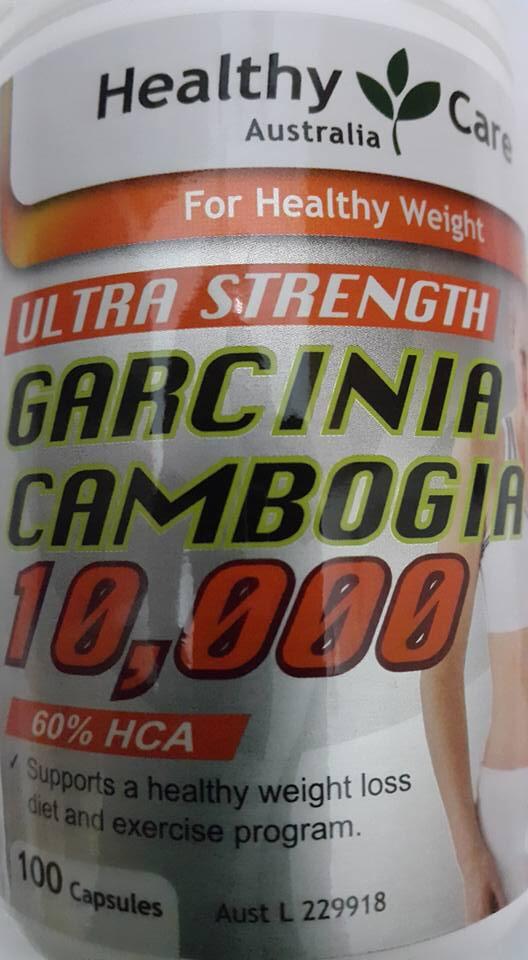 Healthy Care
Australia
For Healthy Weight
ULTRA STRENGTH
GARCINIA
CAMBOGIA
10,000
60% HCA
✓ Supports a healthy weight loss
diet and exercise program.
100 Capsules
Aust L 229918